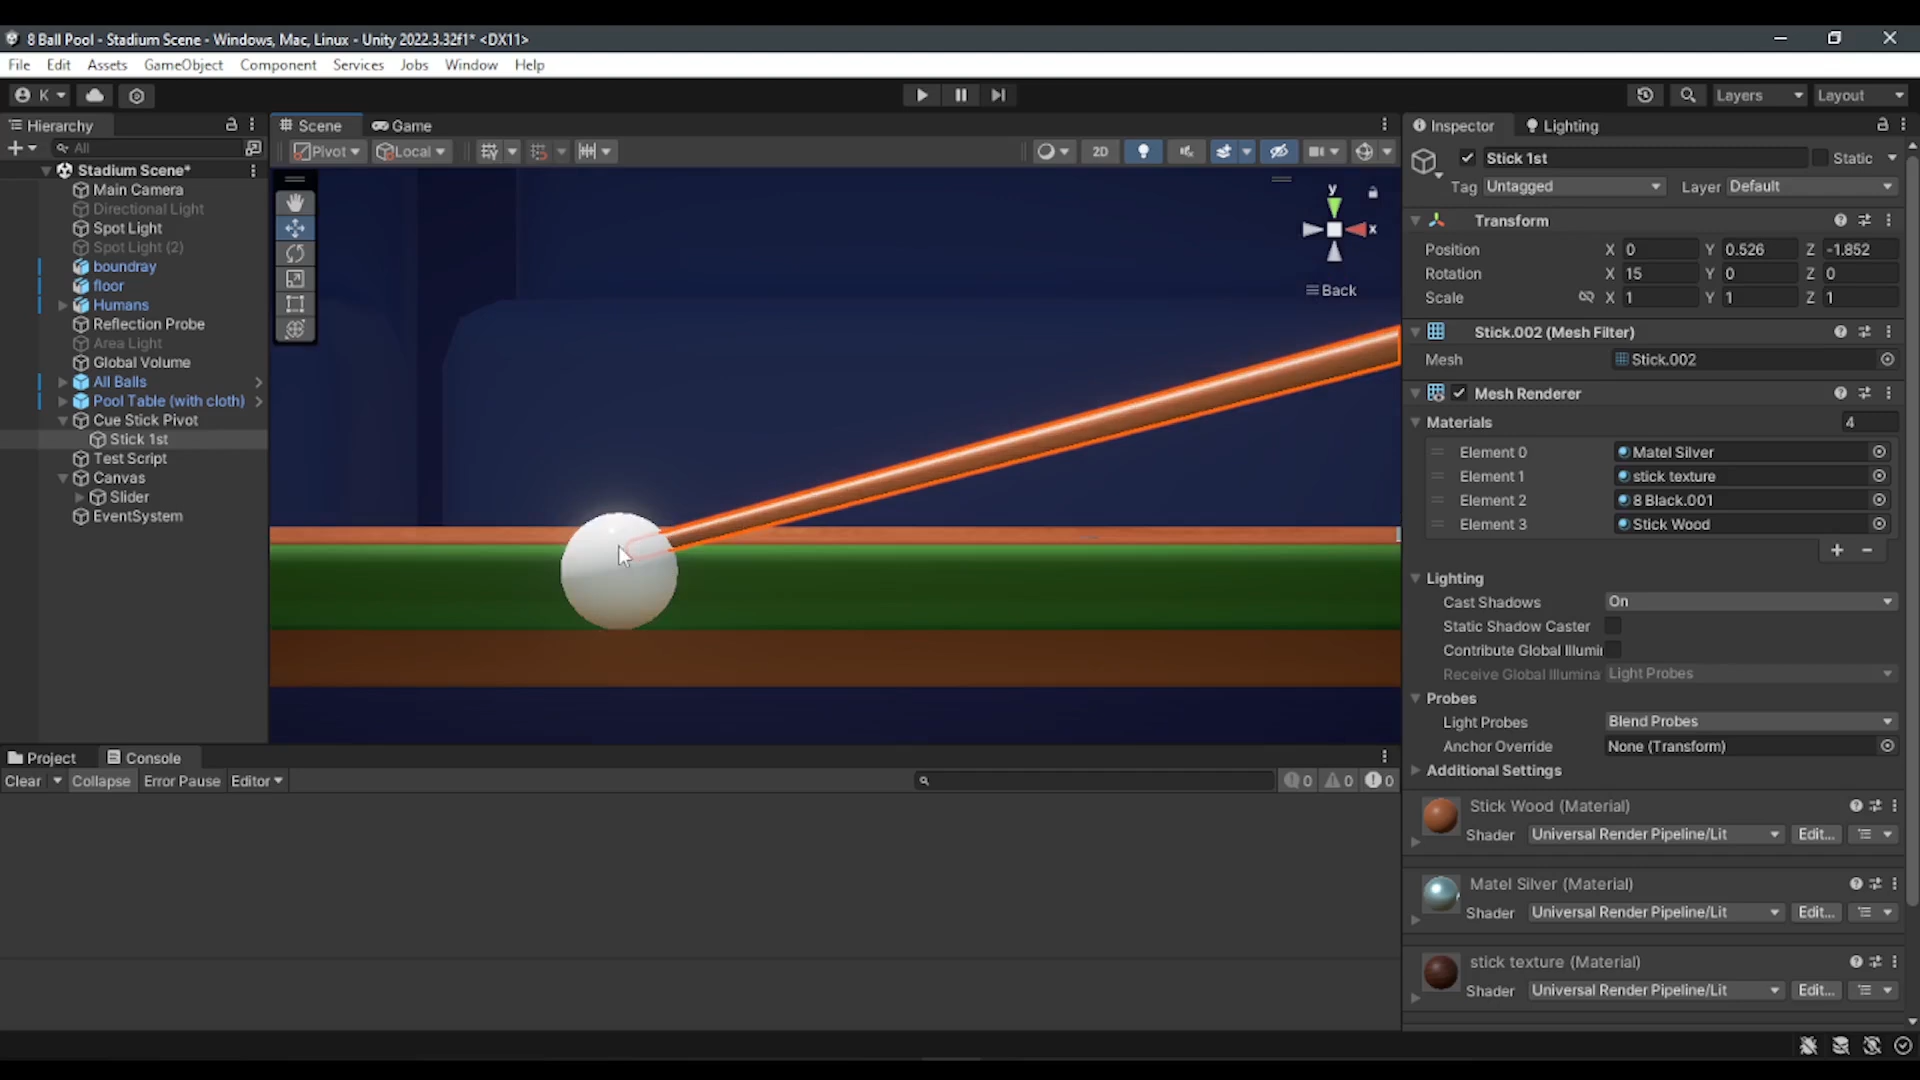 8 Ball Pool - Stadium Scene - Windows, Mac, Linux - Unity 2022.3.32f1* <DX11>
File Edit Assets GameObject Component Services Jobs Window Help
K
Layers Layout
Hierarchy
All
Stadium Scene*
Main Camera
Directional Light
Spot Light
Spot Light (2)
boundray
floor
Humans
Reflection Probe
Area Light
Global Volume
All Balls
Pool Table (with cloth)
Cue Stick Pivot
Stick 1st
Test Script
Canvas
Slider
EventSystem
Scene Game
Pivot Local 2D
y
x
Back
Inspector Lighting
Stick 1st Static
Tag Untagged Layer Default
Transform
Position X 0 Y 0.526 Z -1.852
Rotation X 15 Y 0 Z 0
Scale X 1 Y 1 Z 1
Stick.002 (Mesh Filter)
Mesh Stick.002
Mesh Renderer
Materials 4
Element 0 Matel Silver
Element 1 stick texture
Element 2 8 Black.001
Element 3 Stick Wood
Lighting
Cast Shadows On
Static Shadow Caster
Contribute Global Illumi
Receive Global Illumina Light Probes
Probes
Light Probes Blend Probes
Anchor Override None (Transform)
Additional Settings
Stick Wood (Material)
Shader Universal Render Pipeline/Lit Edit...
Matel Silver (Material)
Shader Universal Render Pipeline/Lit Edit...
stick texture (Material)
Shader Universal Render Pipeline/Lit Edit...
Project Console
Clear Collapse Error Pause Editor 0 0 0